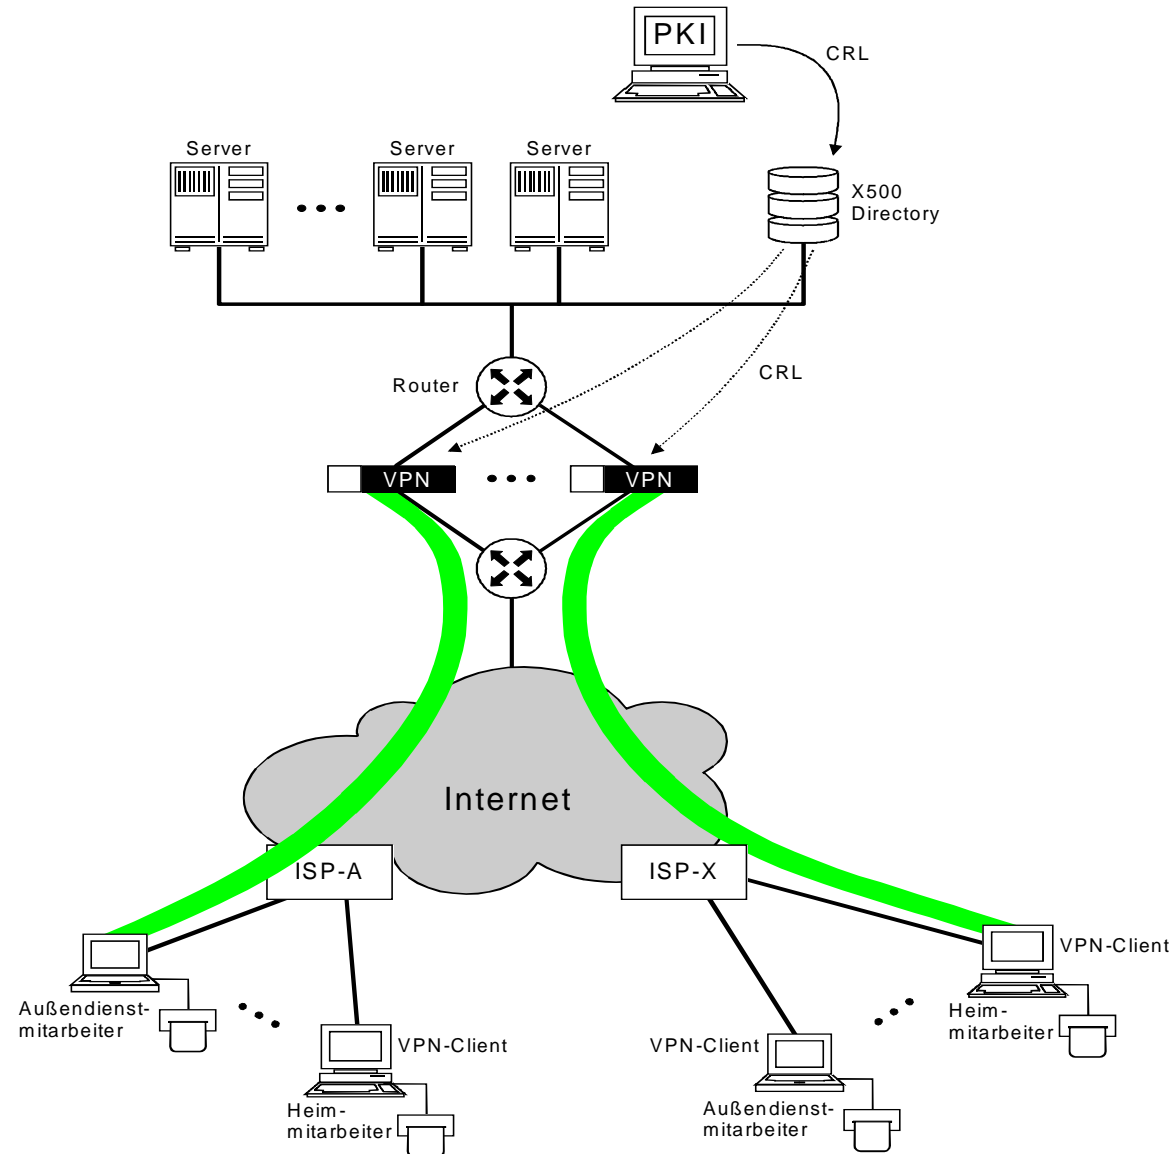 PKI
CRL
Server
Server
Server
X500
Directory
Router
CRL
VPN
VPN
Internet
ISP-A
ISP-X
VPN-Client
Außendienst-
mitarbeiter
Heim-
mitarbeiter
VPN-Client
VPN-Client
Heim-
mitarbeiter
Außendienst-
mitarbeiter